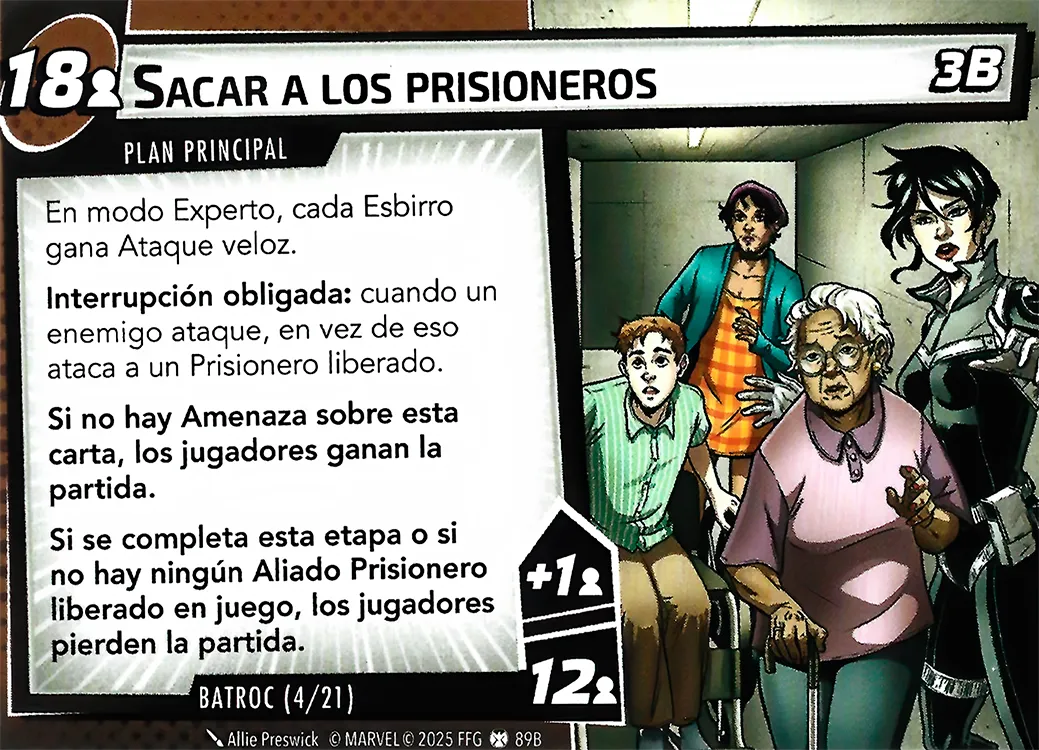 18
SACAR A LOS PRISIONEROS
3B
PLAN PRINCIPAL
En modo Experto, cada Esbirro
gana Ataque veloz.
Interrupción obligada: cuando un
enemigo ataque, en vez de eso
ataca a un Prisionero liberado.
Si no hay Amenaza sobre esta
carta, los jugadores ganan la
partida.
Si se completa esta etapa o si
no hay ningún Aliado Prisionero
liberado en juego, los jugadores
pierden la partida.
+1
12
BATROC (4/21)
Allie Preswick © MARVEL © 2025 FFG 89B